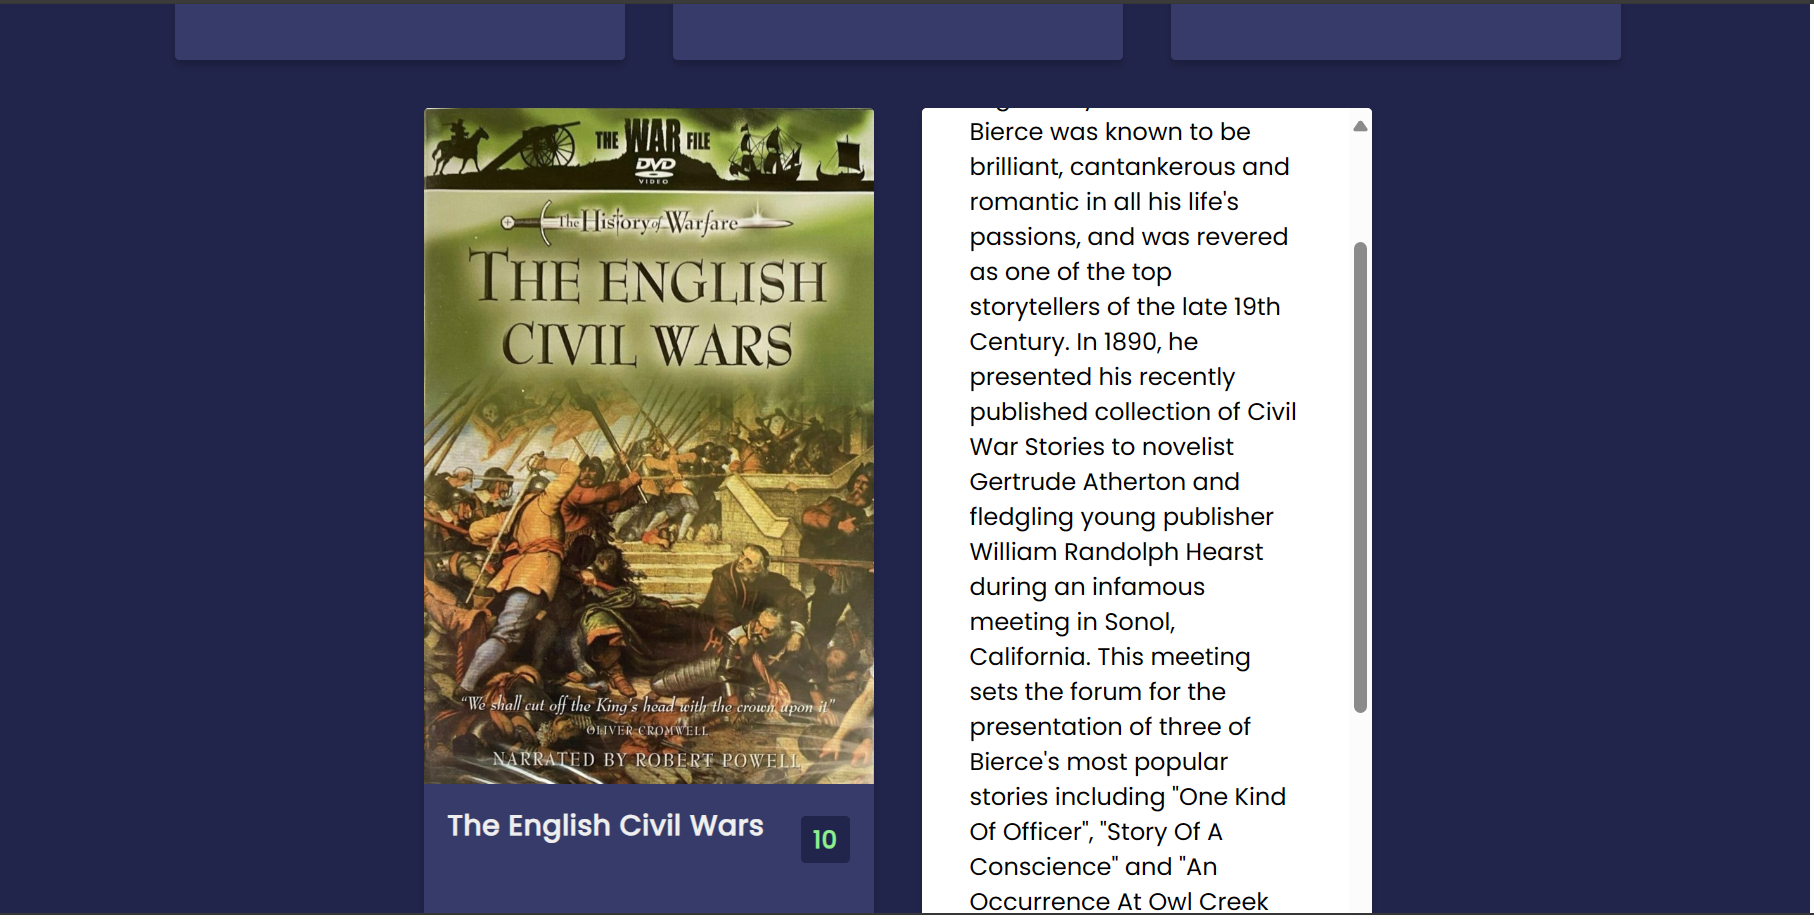 THE WAR FILE
DVD
VIDEO
The History of Warfare
THE ENGLISH
CIVIL WARS
"We shall cut off the King's head with the crown upon it"
OLIVER CROMWELL
NARRATED BY ROBERT POWELL
The English Civil Wars
10
Bierce was known to be
brilliant, cantankerous and
romantic in all his life's
passions, and was revered
as one of the top
storytellers of the late 19th
Century. In 1890, he
presented his recently
published collection of Civil
War Stories to novelist
Gertrude Atherton and
fledgling young publisher
William Randolph Hearst
during an infamous
meeting in Sonol,
California. This meeting
sets the forum for the
presentation of three of
Bierce's most popular
stories including "One Kind
Of Officer", "Story Of A
Conscience" and "An
Occurrence At Owl Creek